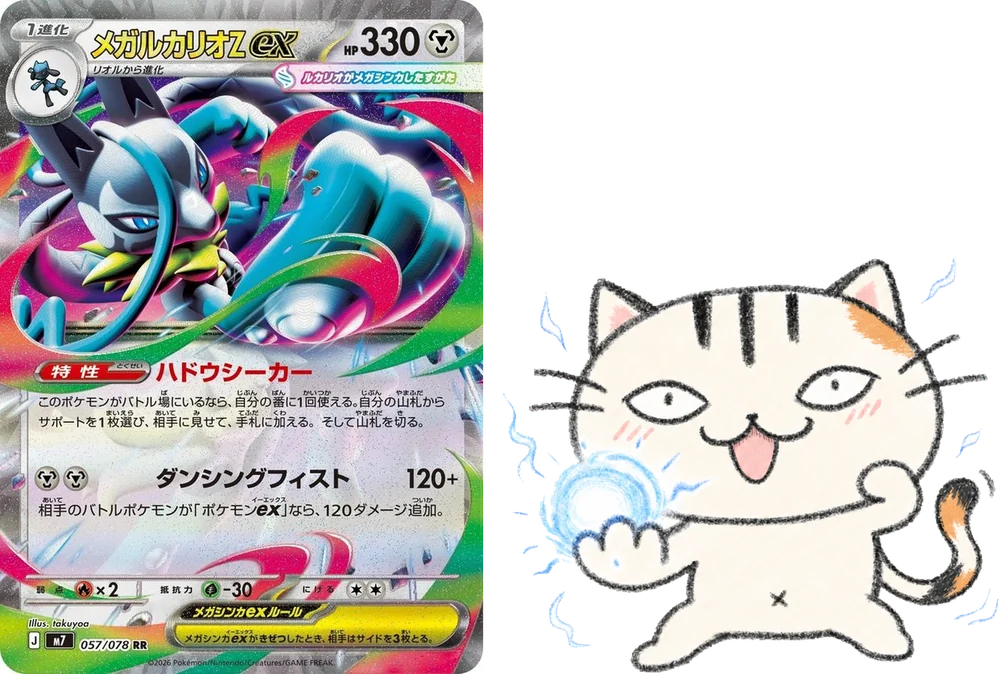 1進化
メガルカリオZex
HP330
リオルから進化
ルカリオがメガシンカしたすがた
特性 とくせい
ハドウシーカー
このポケモンがバトル場にいるなら、自分の番に1回使える。自分の山札から
サポートを1枚選び、相手に見せて、手札に加える。そして山札を切る。
ダンシングフィスト 120+
相手のバトルポケモンが「ポケモンex」なら、120ダメージ追加。
弱点 ×2 抵抗力 -30 にげる
メガシンカexルール
メガシンカexがきぜつしたとき、相手はサイドを3枚とる。
Illus. takuyoa
J M7 057/078 RR
©2026 Pokémon/Nintendo/Creatures/GAME FREAK.